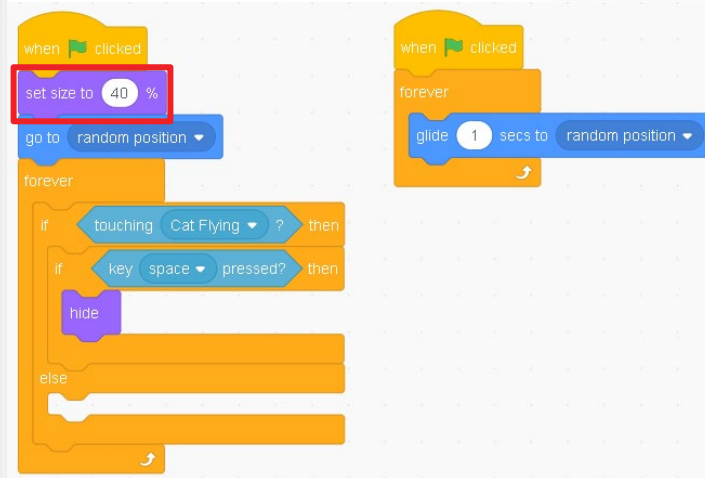 when clicked
set size to 40 %
go to random position
forever
if touching Cat Flying ? then
if key space pressed? then
hide
else
when clicked
forever
glide 1 secs to random position